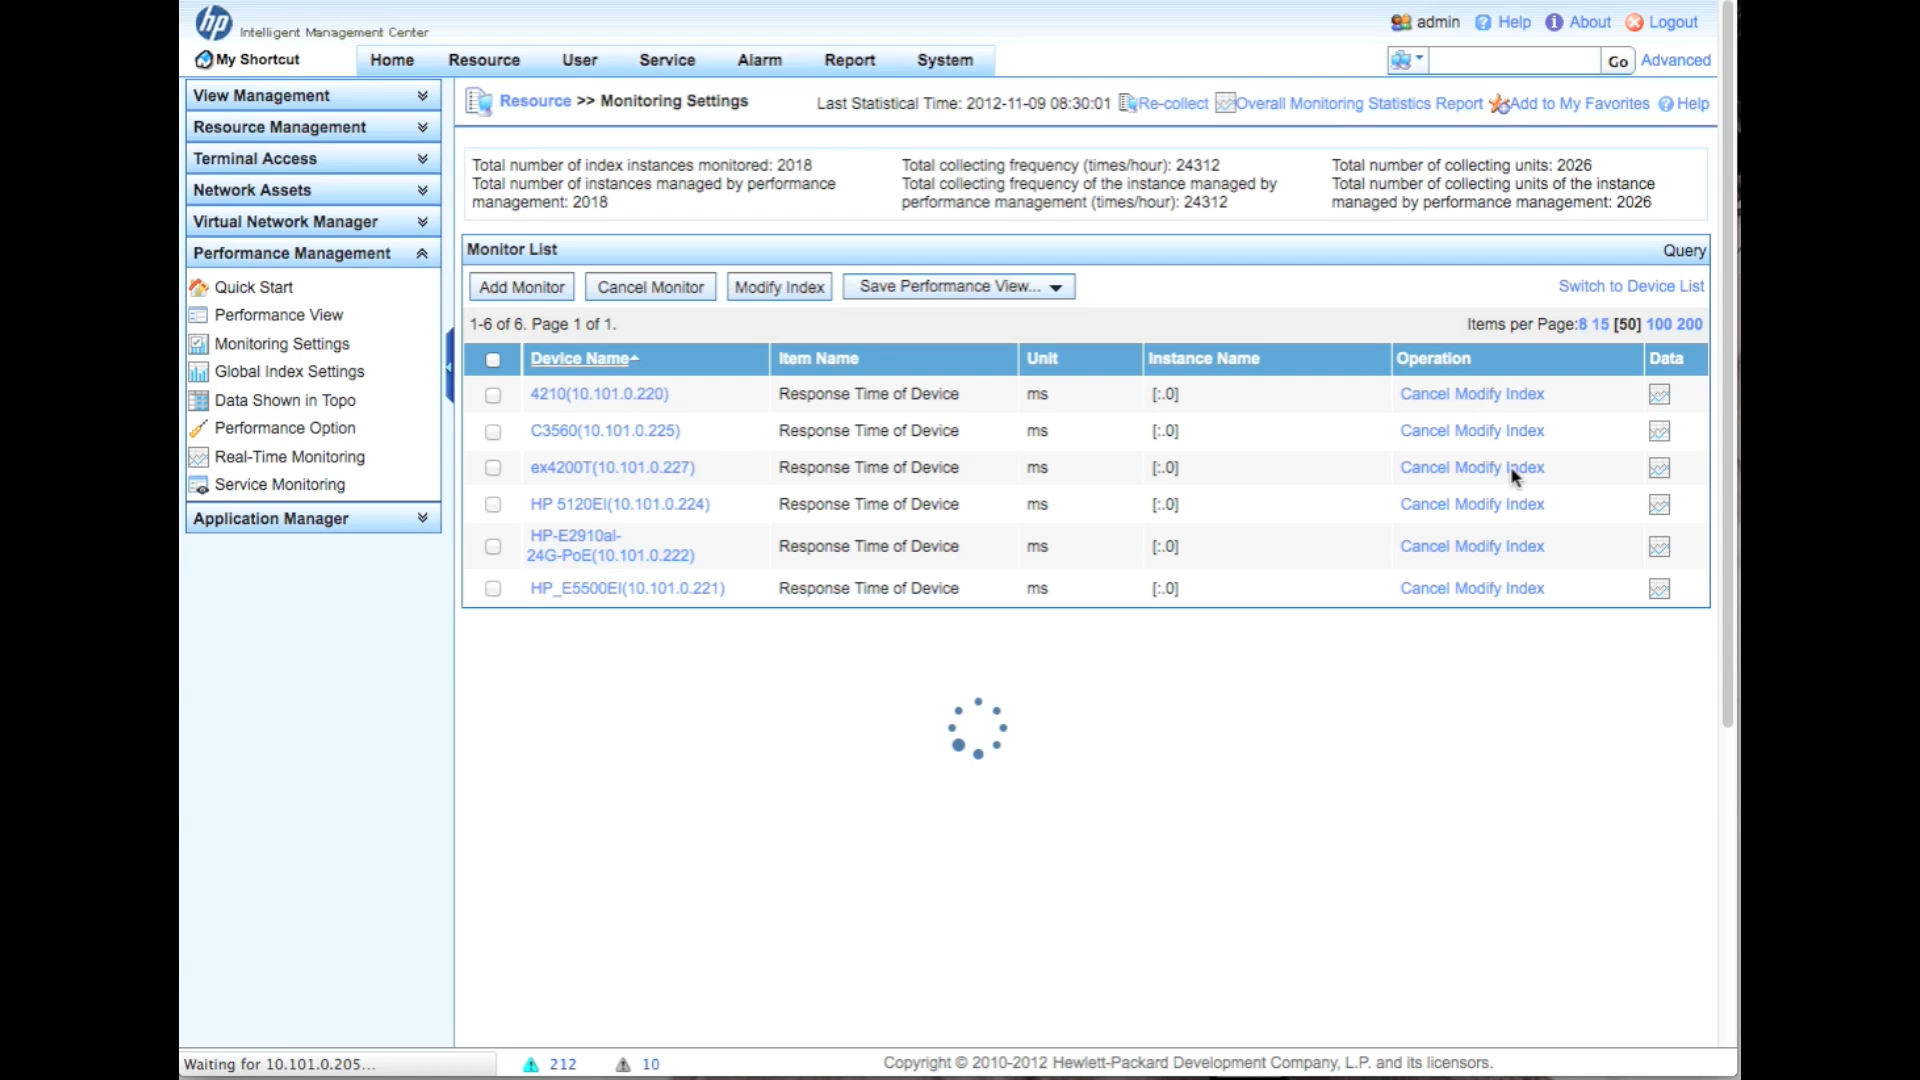 hp Intelligent Management Center
admin Help About Logout
My Shortcut
Home Resource User Service Alarm Report System
Go Advanced
View Management
Resource Management
Terminal Access
Network Assets
Virtual Network Manager
Performance Management
Quick Start
Performance View
Monitoring Settings
Global Index Settings
Data Shown in Topo
Performance Option
Real-Time Monitoring
Service Monitoring
Application Manager
Resource >> Monitoring Settings
Last Statistical Time: 2012-11-09 08:30:01 Re-collect Overall Monitoring Statistics Report Add to My Favorites Help
Total number of index instances monitored: 2018
Total number of instances managed by performance
management: 2018
Total collecting frequency (times/hour): 24312
Total collecting frequency of the instance managed by
performance management (times/hour): 24312
Total number of collecting units: 2026
Total number of collecting units of the instance
managed by performance management: 2026
Monitor List Query
Add Monitor Cancel Monitor Modify Index Save Performance View... Switch to Device List
1-6 of 6. Page 1 of 1. Items per Page:8 15 [50] 100 200
Device Name Item Name Unit Instance Name Operation Data
4210(10.101.0.220) Response Time of Device ms [:.0] Cancel Modify Index
C3560(10.101.0.225) Response Time of Device ms [:.0] Cancel Modify Index
ex4200T(10.101.0.227) Response Time of Device ms [:.0] Cancel Modify Index
HP 5120EI(10.101.0.224) Response Time of Device ms [:.0] Cancel Modify Index
HP-E2910al-
24G-PoE(10.101.0.222) Response Time of Device ms [:.0] Cancel Modify Index
HP_E5500EI(10.101.0.221) Response Time of Device ms [:.0] Cancel Modify Index
Waiting for 10.101.0.205...
212 10
Copyright © 2010-2012 Hewlett-Packard Development Company, L.P. and its licensors.